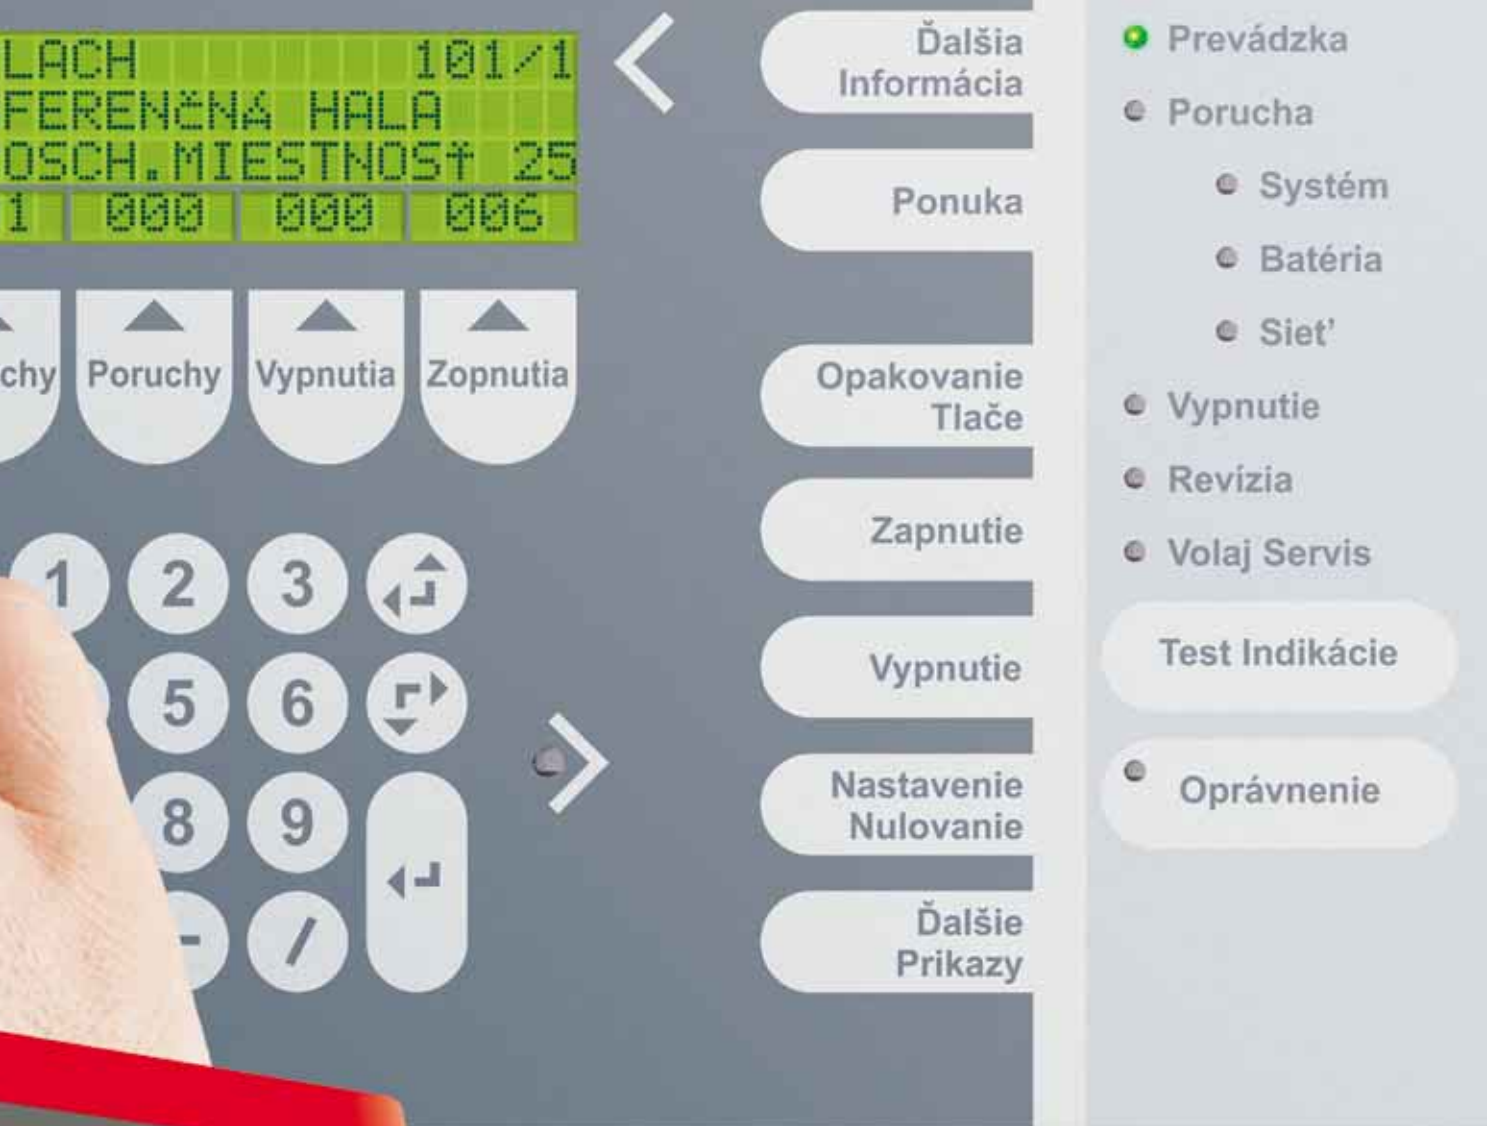 LACH 101/1
FERENČNÁ HALA
OSCH.MIESTNOSŤ 25
1 000 000 006
chy Poruchy Vypnutia Zopnutia
1 2 3
5 6
8 9
- /
Ďalšia
Informácia
Ponuka
Opakovanie
Tlače
Zapnutie
Vypnutie
Nastavenie
Nulovanie
Ďalšie
Prikazy
Prevádzka
Porucha
Systém
Batéria
Siet’
Vypnutie
Revízia
Volaj Servis
Test Indikácie
Oprávnenie